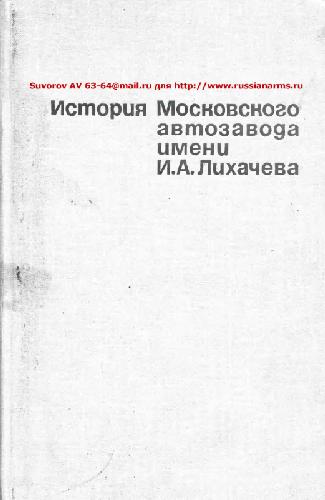 Suvorov AV 63-64@mail.ru для http://www.russianarms.ru
История Московского
автозавода
имени
И.А.Лихачева